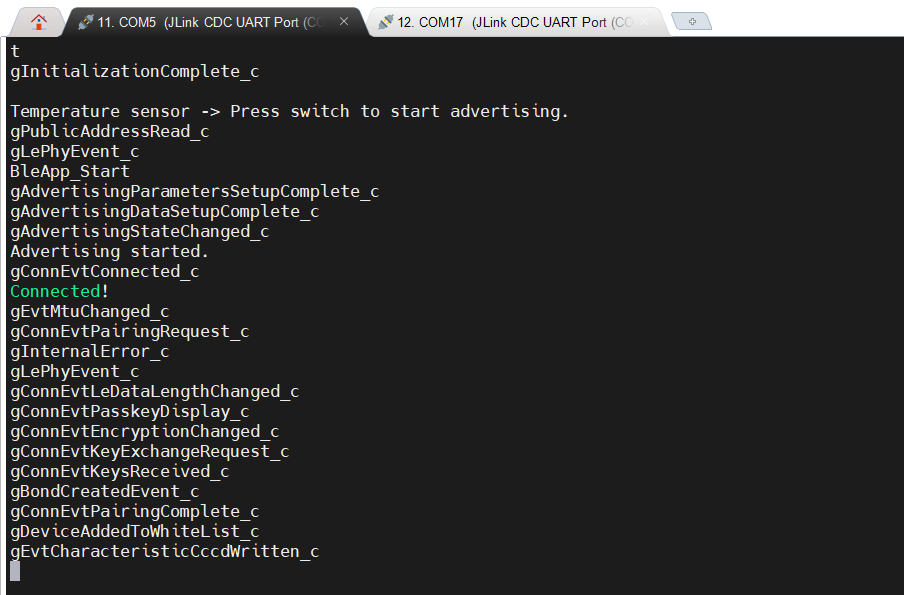 11. COM5 (JLink CDC UART Port (CO
12. COM17 (JLink CDC UART Port (CO
t
gInitializationComplete_c
Temperature sensor -> Press switch to start advertising.
gPublicAddressRead_c
gLePhyEvent_c
BleApp_Start
gAdvertisingParametersSetupComplete_c
gAdvertisingDataSetupComplete_c
gAdvertisingStateChanged_c
Advertising started.
gConnEvtConnected_c
Connected!
gEvtMtuChanged_c
gConnEvtPairingRequest_c
gInternalError_c
gLePhyEvent_c
gConnEvtLeDataLengthChanged_c
gConnEvtPasskeyDisplay_c
gConnEvtEncryptionChanged_c
gConnEvtKeyExchangeRequest_c
gConnEvtKeysReceived_c
gBondCreatedEvent_c
gConnEvtPairingComplete_c
gDeviceAddedToWhiteList_c
gEvtCharacteristicCccdWritten_c